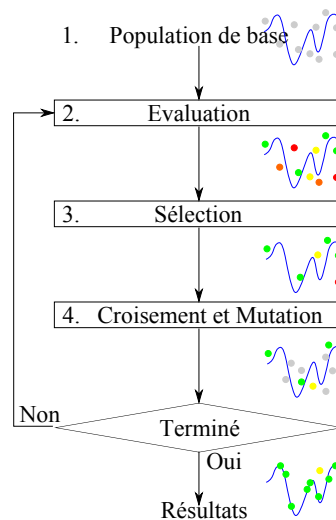 1. Population de base
2. Evaluation
3. Sélection
4. Croisement et Mutation
Non
Terminé
Oui
Résultats